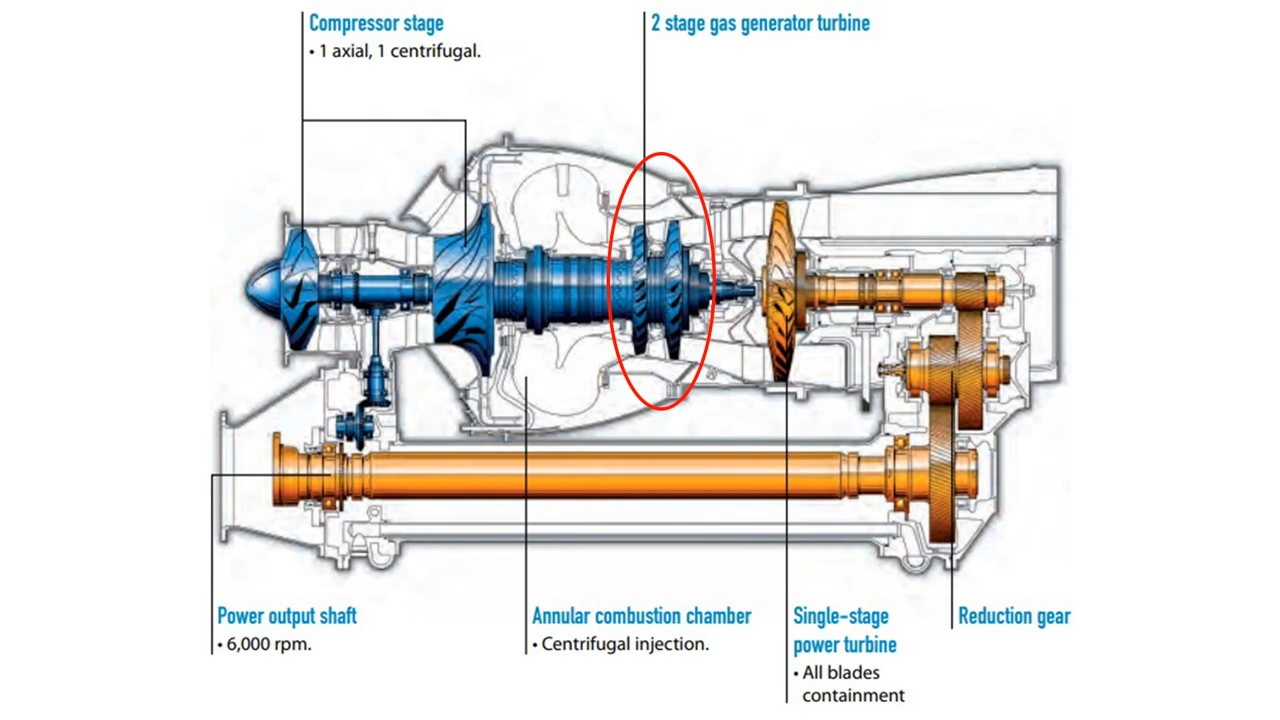 Compressor stage
• 1 axial, 1 centrifugal.
2 stage gas generator turbine
Power output shaft
• 6,000 rpm.
Annular combustion chamber
• Centrifugal injection.
Single-stage
power turbine
• All blades
containment
Reduction gear